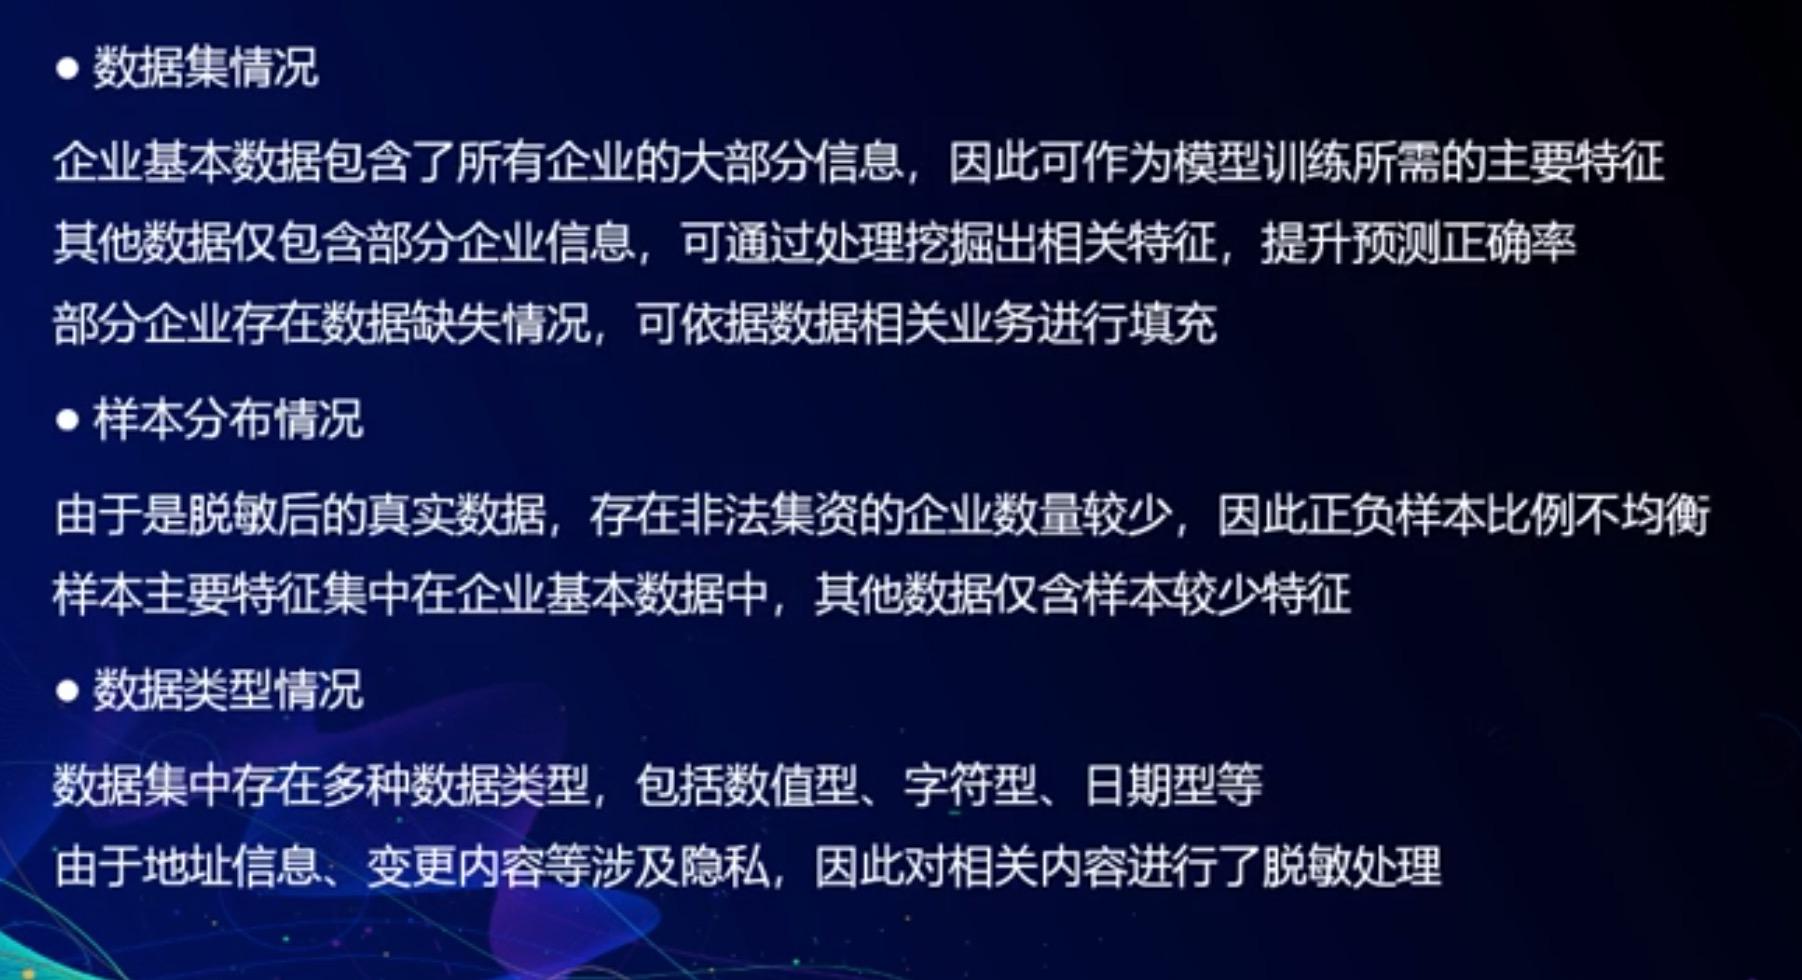 ● 数据集情况
企业基本数据包含了所有企业的大部分信息，因此可作为模型训练所需的主要特征
其他数据仅包含部分企业信息，可通过处理挖掘出相关特征，提升预测正确率
部分企业存在数据缺失情况，可依据数据相关业务进行填充
● 样本分布情况
由于是脱敏后的真实数据，存在非法集资的企业数量较少，因此正负样本比例不均衡
样本主要特征集中在企业基本数据中，其他数据仅含样本较少特征
● 数据类型情况
数据集中存在多种数据类型，包括数值型、字符型、日期型等
由于地址信息、变更内容等涉及隐私，因此对相关内容进行了脱敏处理